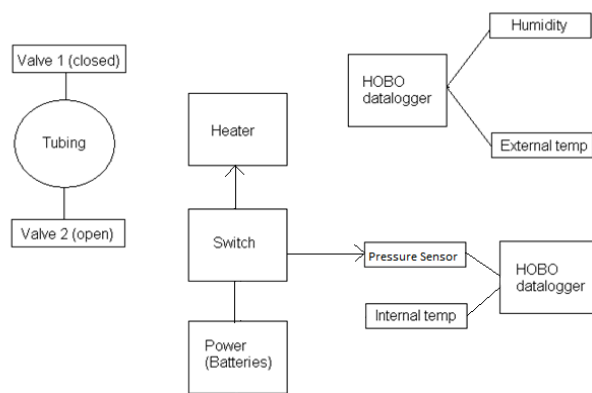 Valve 1 (closed)
Tubing
Valve 2 (open)
Heater
Switch
Power
(Batteries)
Humidity
HOBO
datalogger
External temp
Pressure Sensor
HOBO
datalogger
Internal temp